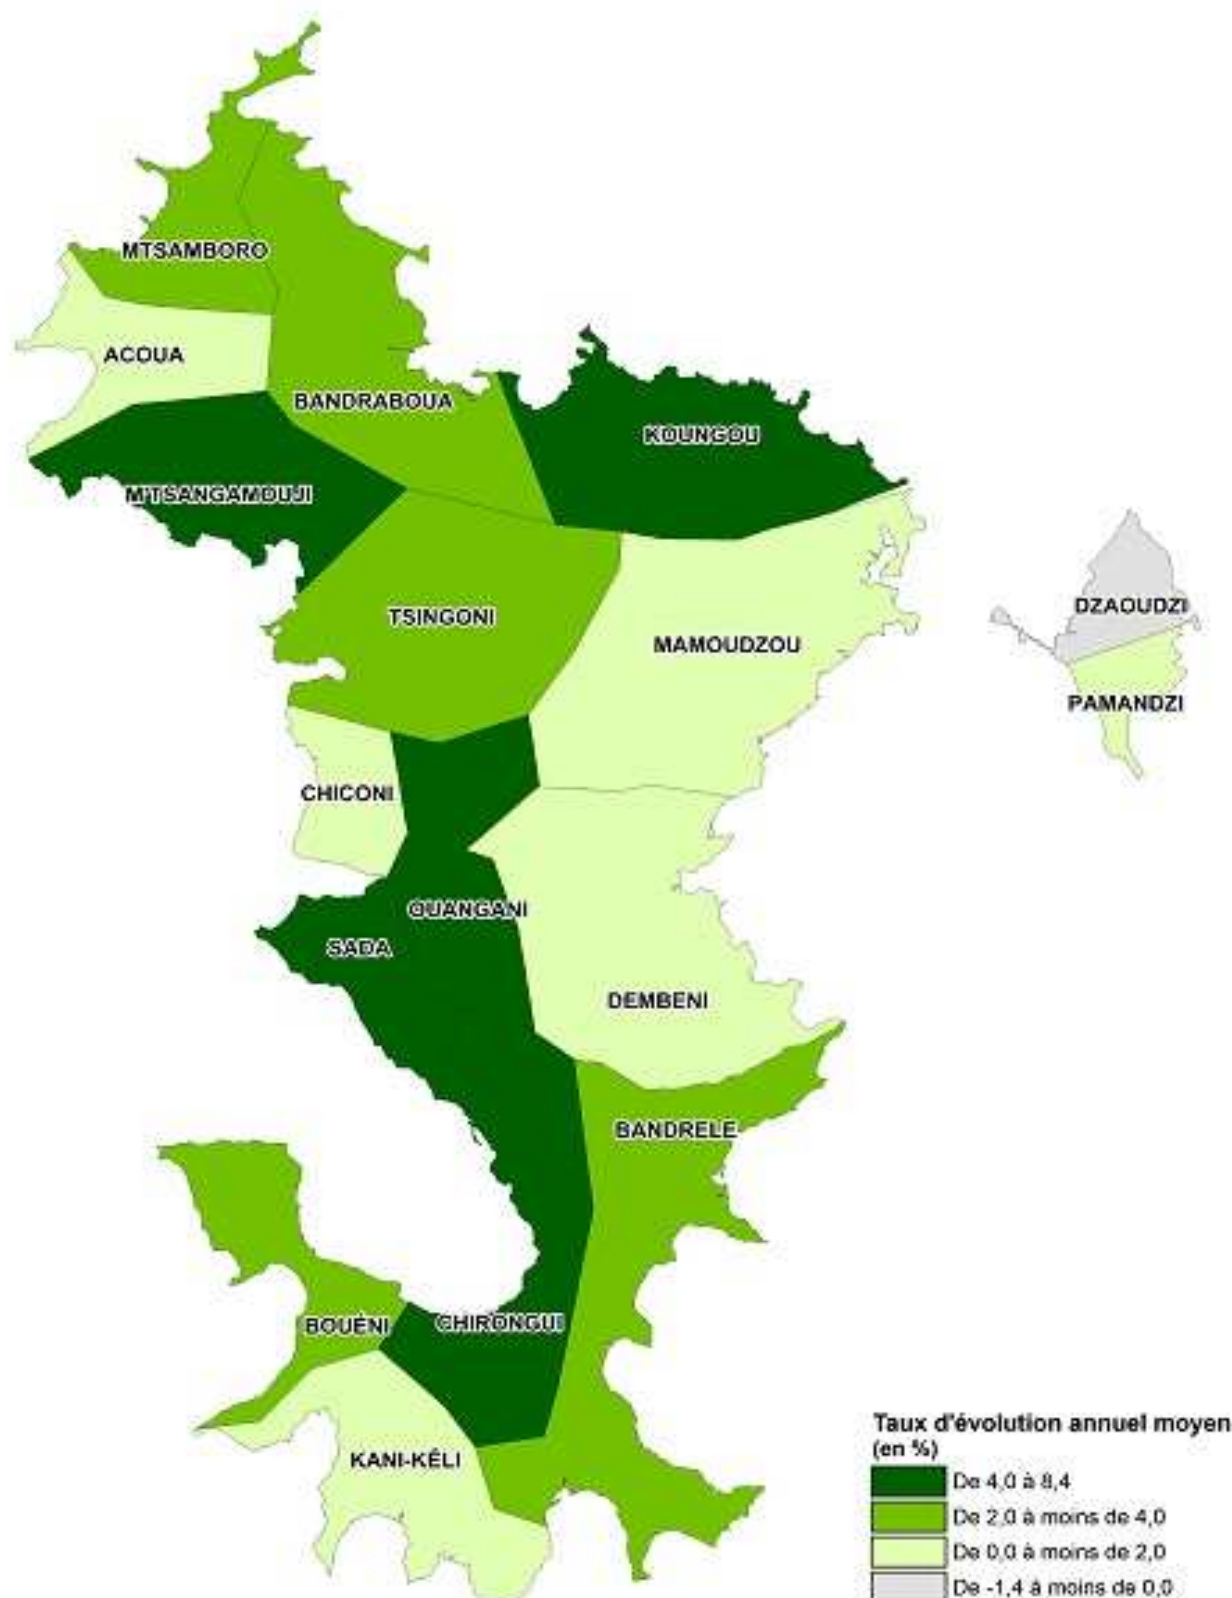 MTSAMBORO
ACOUA
BANDRABOUA
KOUNGOU
M'TSANGAMOUJI
DZAOUDZI
TSINGONI
MAMOUDZOU
PAMANDZI
CHICONI
OUANGANI
SADA
DEMBENI
BANDRELE
BOUÉNI
CHIRONGUI
KANI-KÉLI
Taux d'évolution annuel moyen
(en %)
De 4,0 à 8,4
De 2,0 à moins de 4,0
De 0,0 à moins de 2,0
De -1,4 à moins de 0,0